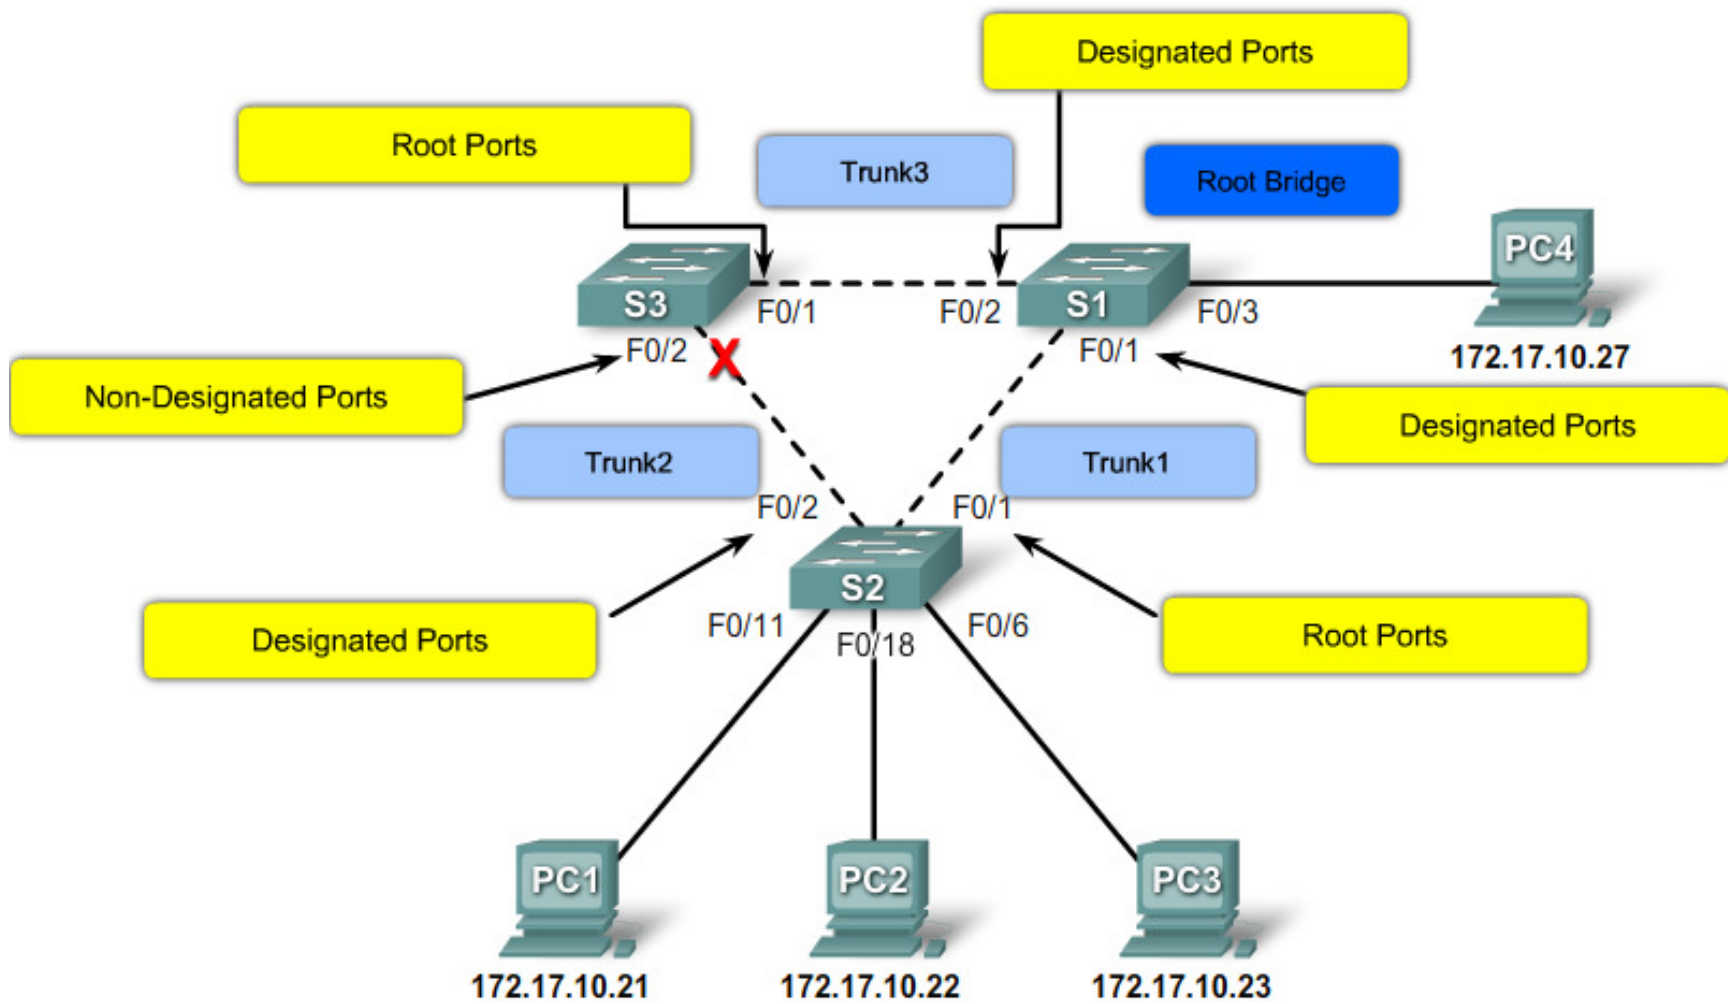 Designated Ports
Root Ports
Trunk3
Root Bridge
PC4
S3
F0/1
F0/2
S1
F0/3
F0/2
F0/1
172.17.10.27
Non-Designated Ports
Designated Ports
Trunk2
Trunk1
F0/2
F0/1
S2
Designated Ports
F0/11
F0/18
F0/6
Root Ports
PC1
PC2
PC3
172.17.10.21
172.17.10.22
172.17.10.23